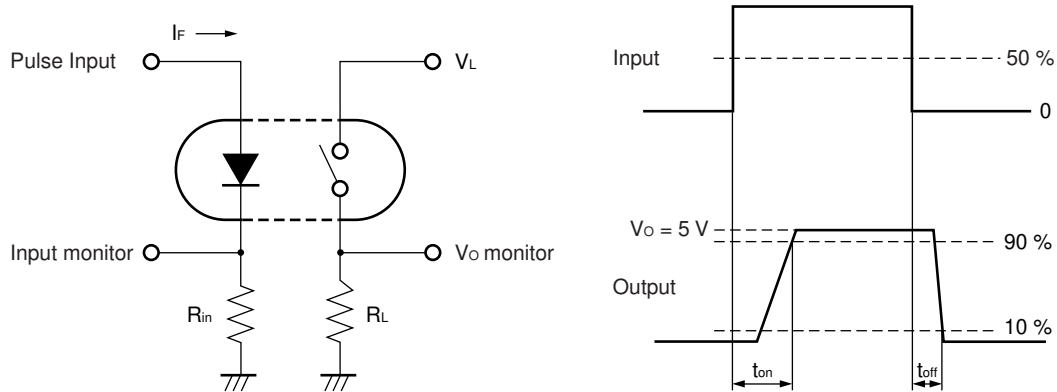 IF
Pulse Input
VL
Input monitor
VO monitor
Rin
RL
Input
50 %
0
VO = 5 V
90 %
Output
10 %
ton
toff